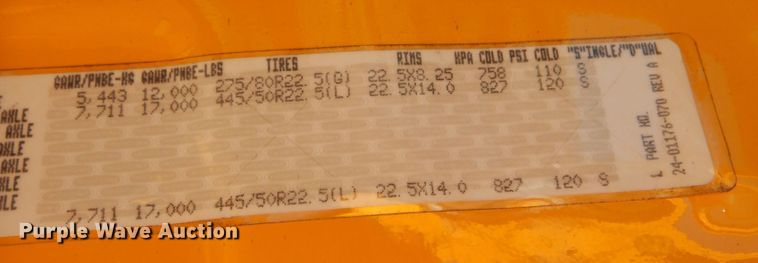 GAWR/PNBE-KG GAWR/PNBE-LBS TIRES RIMS KPA COLD PSI COLD "S"INGLE/"D"UAL
5,443 12,000 275/80R22.5(G) 22.5X8.25 758 110 S
AXLE 7,711 17,000 445/50R22.5(L) 22.5X14.0 827 120 S
AXLE
AXLE
AXLE
AXLE
7,711 17,000 445/50R22.5(L) 22.5X14.0 827 120 S
L PART NO.
24-01176-070 REV A
Purple Wave Auction